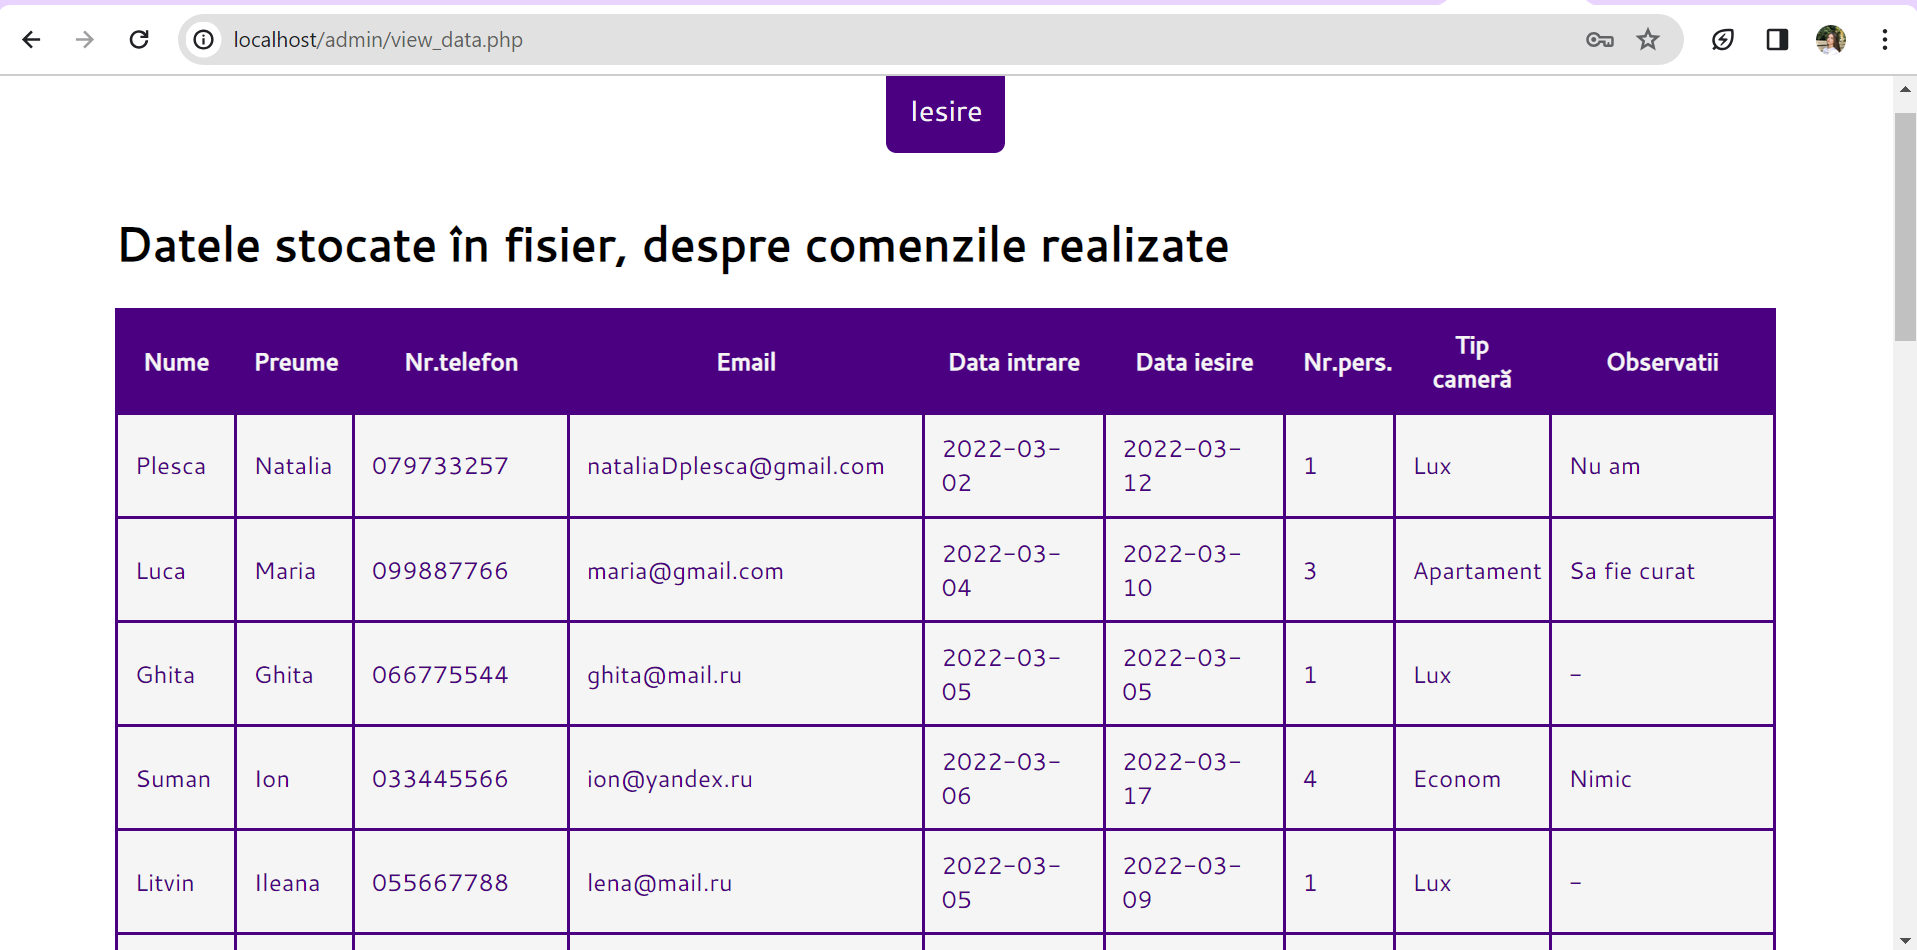 localhost/admin/view_data.php
Iesire
Datele stocate în fisier, despre comenzile realizate
Nume Preume Nr.telefon Email Data intrare Data iesire Nr.pers. Tip cameră Observatii
Plesca Natalia 079733257 nataliaDplesca@gmail.com 2022-03-02 2022-03-12 1 Lux Nu am
Luca Maria 099887766 maria@gmail.com 2022-03-04 2022-03-10 3 Apartament Sa fie curat
Ghita Ghita 066775544 ghita@mail.ru 2022-03-05 2022-03-05 1 Lux -
Suman Ion 033445566 ion@yandex.ru 2022-03-06 2022-03-17 4 Econom Nimic
Litvin Ileana 055667788 lena@mail.ru 2022-03-05 2022-03-09 1 Lux -